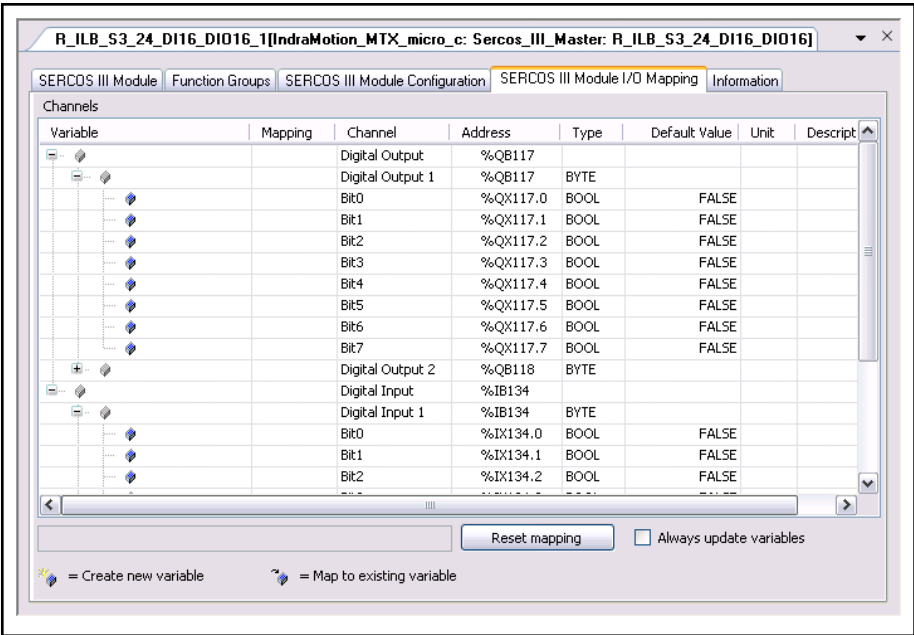 R_ILB_S3_24_DI16_DIO16_1[IndraMotion_MTX_micro_c: Sercos_III_Master: R_ILB_S3_24_DI16_DIO16]
SERCOS III Module Function Groups SERCOS III Module Configuration SERCOS III Module I/O Mapping Information
Channels
Variable Mapping Channel Address Type Default Value Unit Descript
Digital Output %QB117
Digital Output 1 %QB117 BYTE
Bit0 %QX117.0 BOOL FALSE
Bit1 %QX117.1 BOOL FALSE
Bit2 %QX117.2 BOOL FALSE
Bit3 %QX117.3 BOOL FALSE
Bit4 %QX117.4 BOOL FALSE
Bit5 %QX117.5 BOOL FALSE
Bit6 %QX117.6 BOOL FALSE
Bit7 %QX117.7 BOOL FALSE
Digital Output 2 %QB118 BYTE
Digital Input %IB134
Digital Input 1 %IB134 BYTE
Bit0 %IX134.0 BOOL FALSE
Bit1 %IX134.1 BOOL FALSE
Bit2 %IX134.2 BOOL FALSE
Reset mapping Always update variables
= Create new variable = Map to existing variable